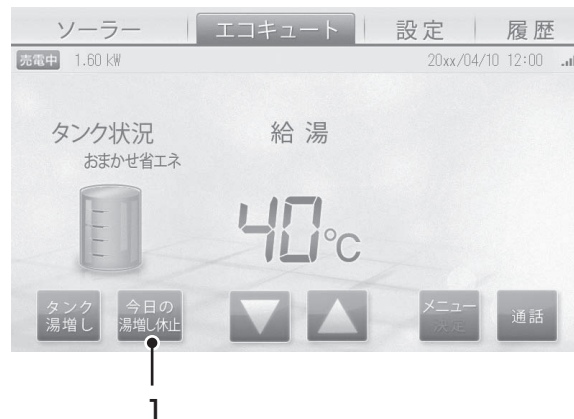 ソーラー エコキュート 設定 履歴
売電中 1.60 kW 20xx/04/10 12:00
タンク状況 給湯
おまかせ省エネ
40℃
タンク 今日の メニュー 通話
湯増し 湯増し休止 決定
1